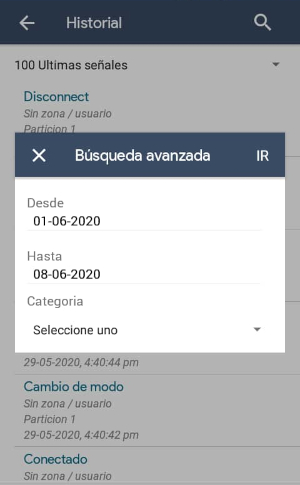 Historial
100 Ultimas señales
Disconnect
Sin zona / usuario
Particion 1
Búsqueda avanzada
IR
Desde
01-06-2020
Hasta
08-06-2020
Categoria
Seleccione uno
29-05-2020, 4:40:44 pm
Cambio de modo
Sin zona / usuario
Particion 1
29-05-2020, 4:40:42 pm
Conectado
Sin zona / usuario